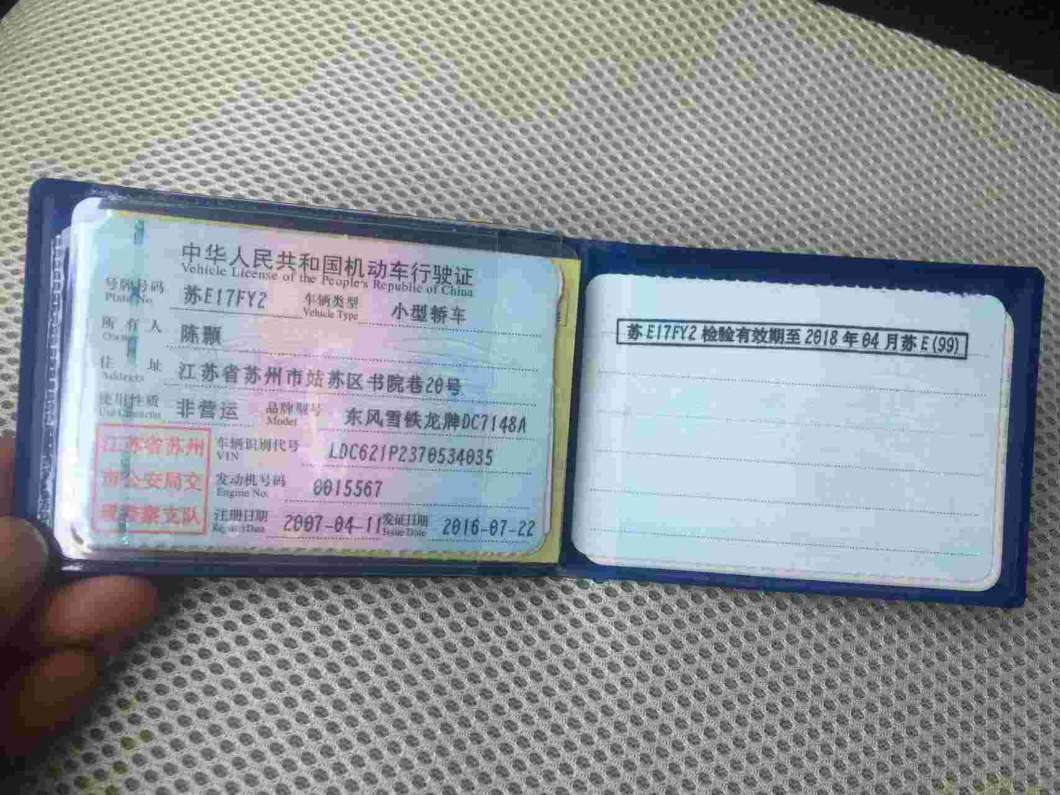 中华人民共和国机动车行驶证
Vehicle License of the People's Republic of China
号牌号码 苏E17FY2 车辆类型 小型轿车
Plate No. Vehicle Type
所有人 陈颢
Owner
住址 江苏省苏州市姑苏区书院巷20号
Address
使用性质 非营运 品牌型号 东风雪铁龙牌DC7148A
Use Character Model
江苏省苏州 车辆识别代号 LDC621P2370534035
VIN
市公安局交 发动机号码 0015567
Engine No.
通警察支队 注册日期 2007-04-11 发证日期 2016-07-22
Register Date Issue Date
苏E17FY2 检验有效期至 2018年04月苏E(99)